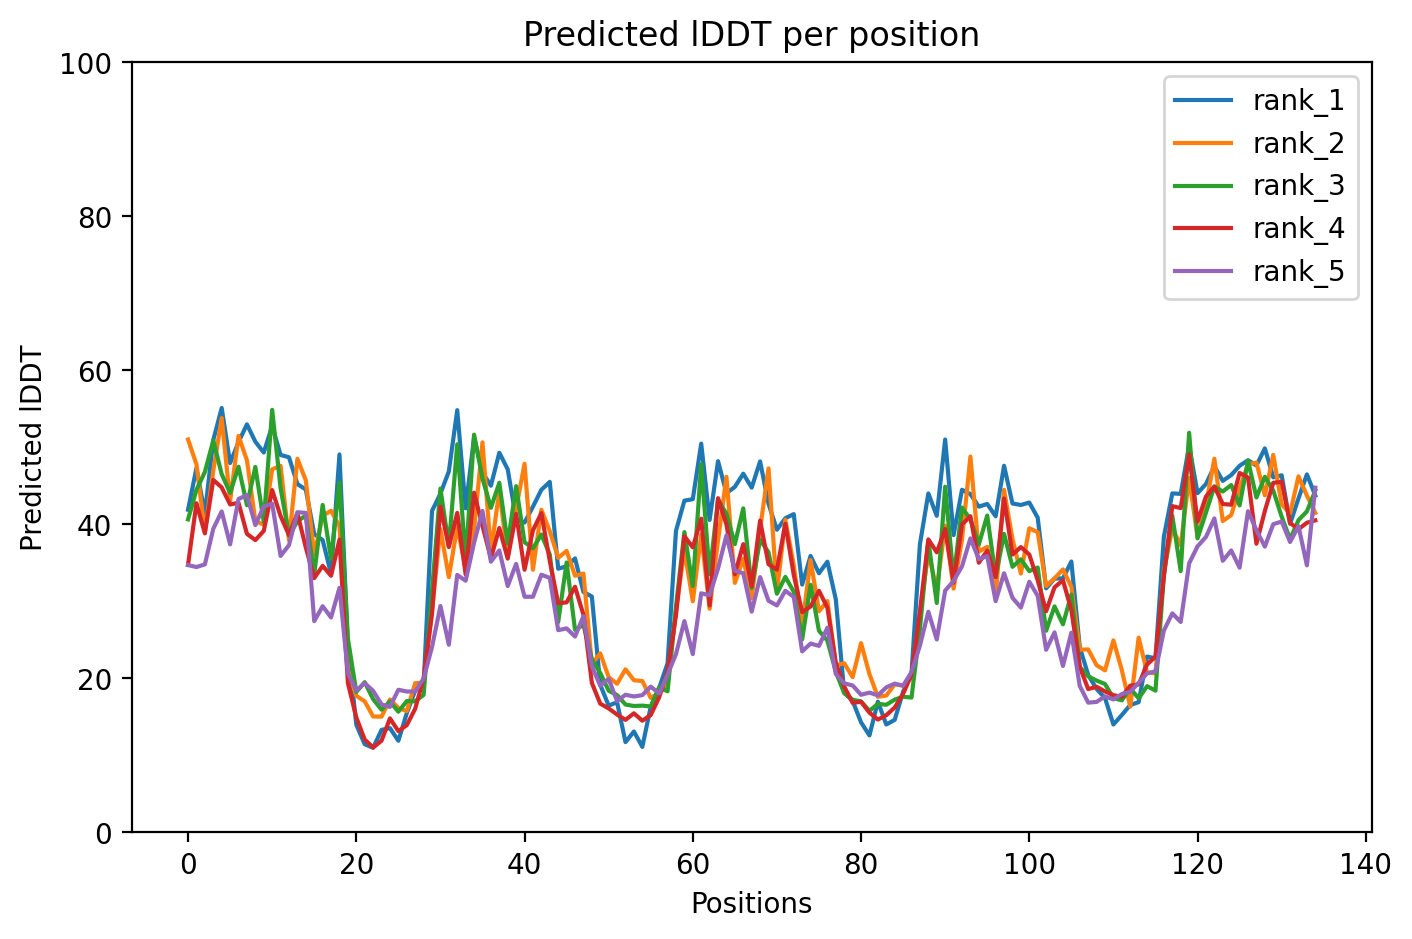 Predicted lDDT per position
100
80
60
40
20
0
Predicted lDDT
0 20 40 60 80 100 120 140
Positions
rank_1
rank_2
rank_3
rank_4
rank_5